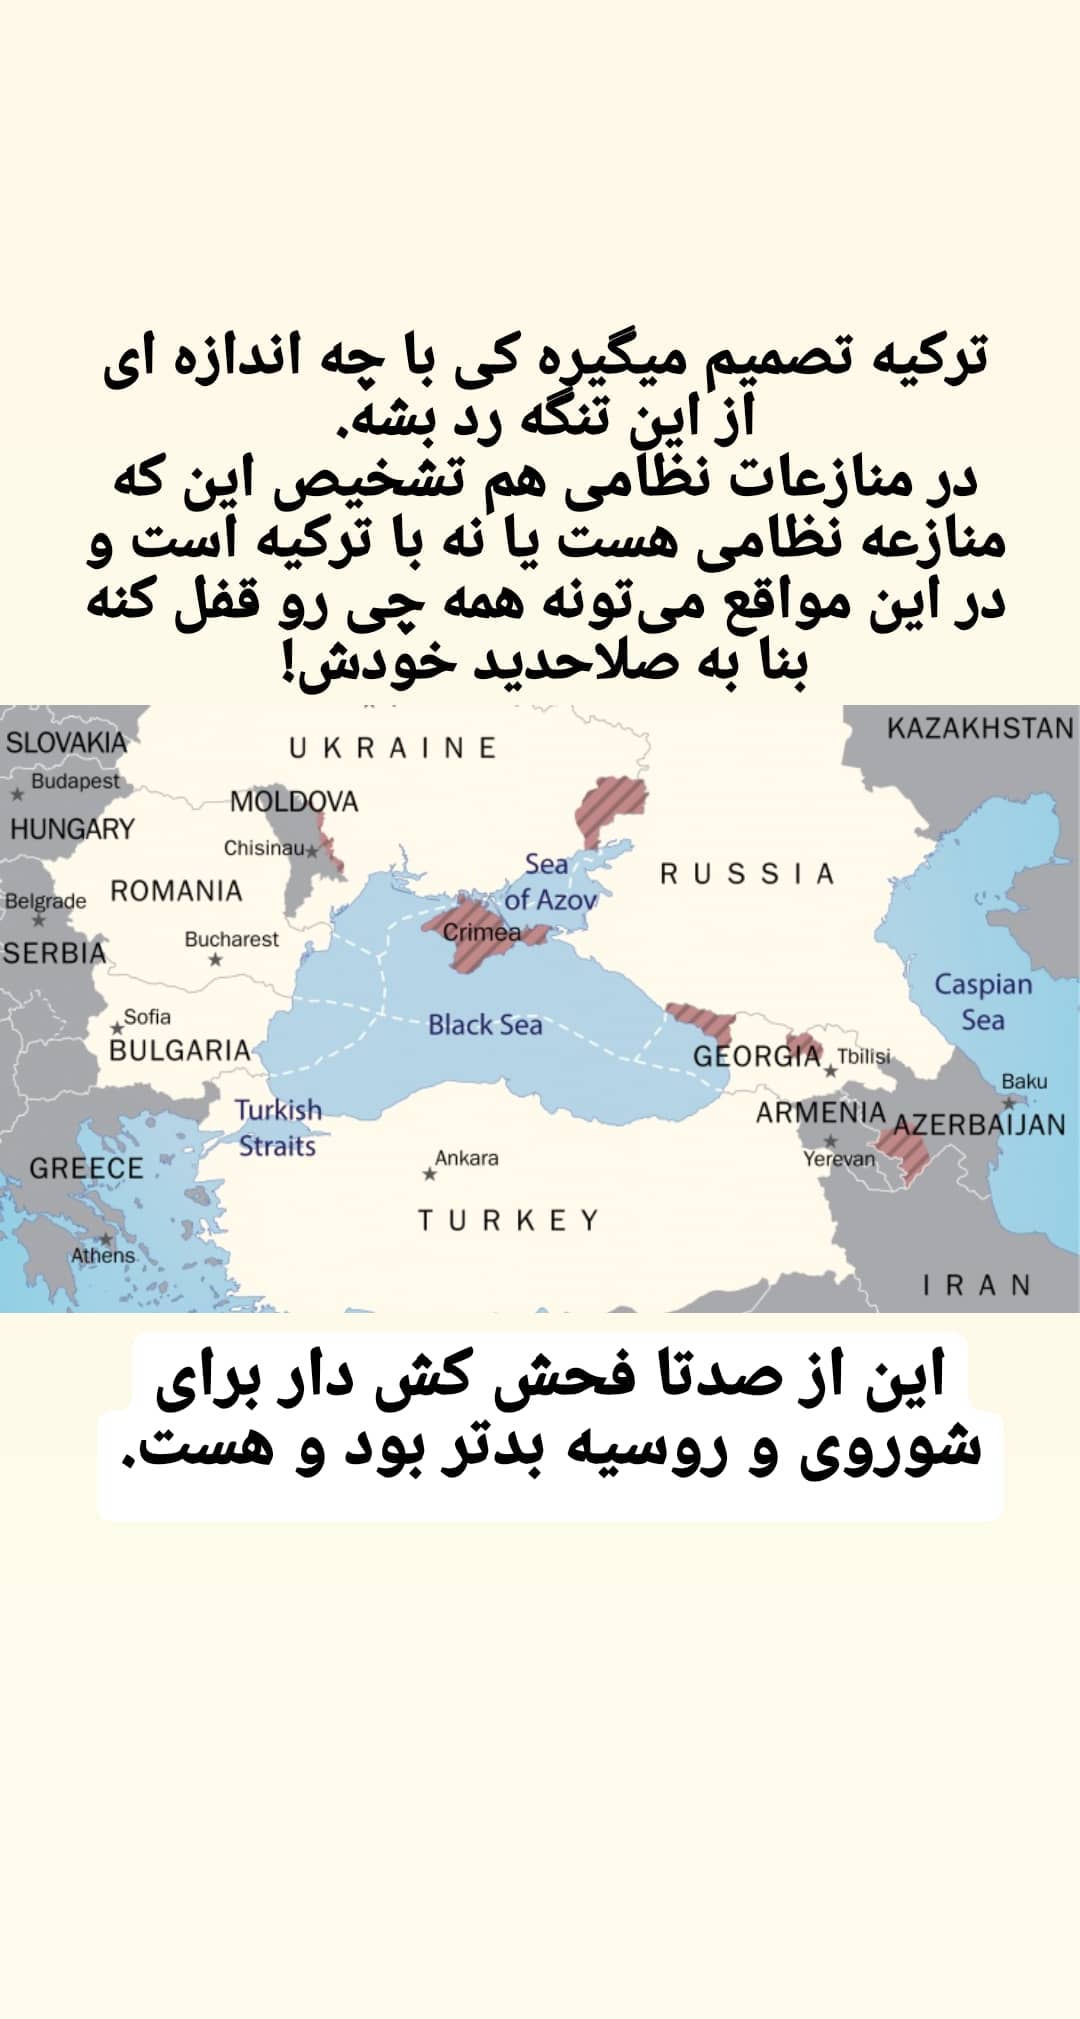 ترکیه تصمیم میگیره کی با چه اندازه ای
از این تنگه رد بشه.
در منازعات نظامی هم تشخیص این که
منازعه نظامی هست یا نه با ترکیه است و
در این مواقع می‌تونه همه چی رو قفل کنه
بنا به صلاحدید خودش!
KAZAKHSTAN
SLOVAKIA
UKRAINE
Budapest
MOLDOVA
HUNGARY
Chisinau
Sea
of Azov
RUSSIA
Belgrade
ROMANIA
Crimea
Bucharest
SERBIA
Caspian
Sea
Sofia
Black Sea
BULGARIA
GEORGIA
Tbilisi
Baku
Turkish
Straits
ARMENIA
AZERBAIJAN
Ankara
Yerevan
GREECE
TURKEY
Athens
IRAN
این از صدتا فحش کش دار برای
شوروی و روسیه بدتر بود و هست.